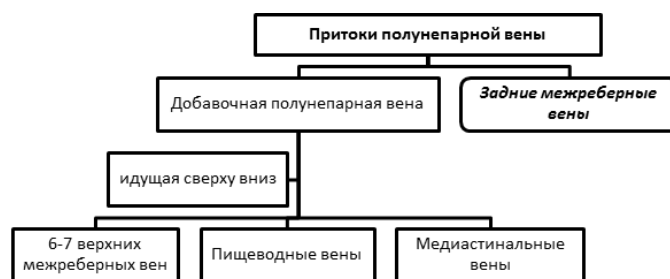 Притоки полунепарной вены
Добавочная полунепарная вена
Задние межреберные
вены
идущая сверху вниз
6-7 верхних
межреберных вен
Пищеводные вены
Медиастинальные
вены